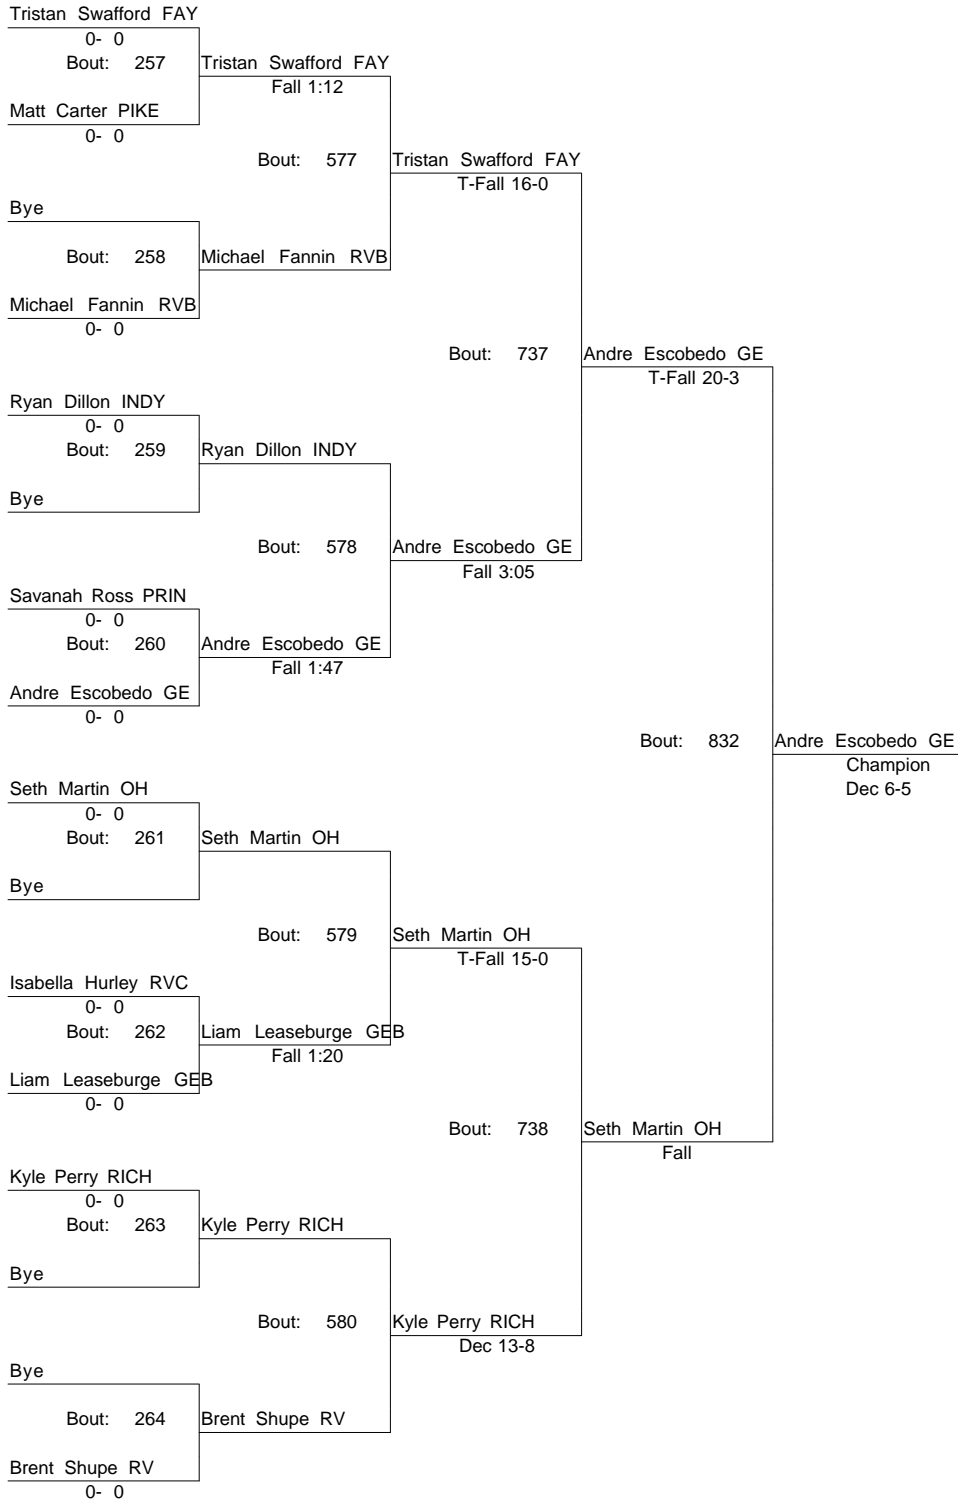 Tristan Swafford FAY
0- 0
Bout: 257
Tristan Swafford FAY
Fall 1:12
Matt Carter PIKE
0- 0
Bout: 577
Tristan Swafford FAY
T-Fall 16-0
Bye
Bout: 258
Michael Fannin RVB
Michael Fannin RVB
0- 0
Bout: 737
Andre Escobedo GE
T-Fall 20-3
Ryan Dillon INDY
0- 0
Bout: 259
Ryan Dillon INDY
Bye
Bout: 578
Andre Escobedo GE
Fall 3:05
Savanah Ross PRIN
0- 0
Bout: 260
Andre Escobedo GE
Fall 1:47
Andre Escobedo GE
0- 0
Bout: 832
Andre Escobedo GE
Champion
Dec 6-5
Seth Martin OH
0- 0
Bout: 261
Seth Martin OH
Bye
Bout: 579
Seth Martin OH
T-Fall 15-0
Isabella Hurley RVC
0- 0
Bout: 262
Liam Leaseburge GEB
Fall 1:20
Liam Leaseburge GEB
0- 0
Bout: 738
Seth Martin OH
Fall
Kyle Perry RICH
0- 0
Bout: 263
Kyle Perry RICH
Bye
Bout: 580
Kyle Perry RICH
Dec 13-8
Bye
Bout: 264
Brent Shupe RV
Brent Shupe RV
0- 0